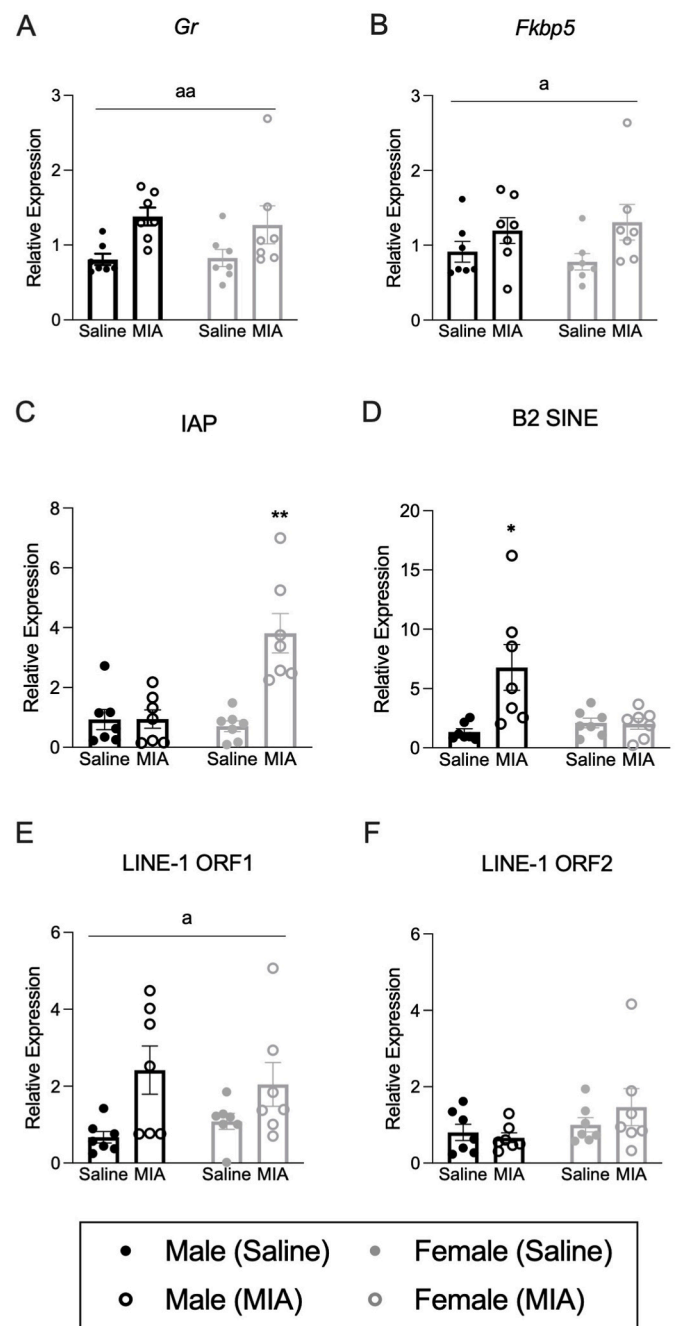 A
Gr
B
Fkbp5
aa
a
3
2
1
0
Relative Expression
Saline MIA
Saline MIA
3
2
1
0
Relative Expression
Saline MIA
Saline MIA
C
IAP
D
B2 SINE
8
6
4
2
0
Relative Expression
**
Saline MIA
Saline MIA
20
15
10
5
0
Relative Expression
*
Saline MIA
Saline MIA
E
LINE-1 ORF1
F
LINE-1 ORF2
a
6
4
2
0
Relative Expression
Saline MIA
Saline MIA
6
4
2
0
Relative Expression
Saline MIA
Saline MIA
Male (Saline)
Female (Saline)
Male (MIA)
Female (MIA)